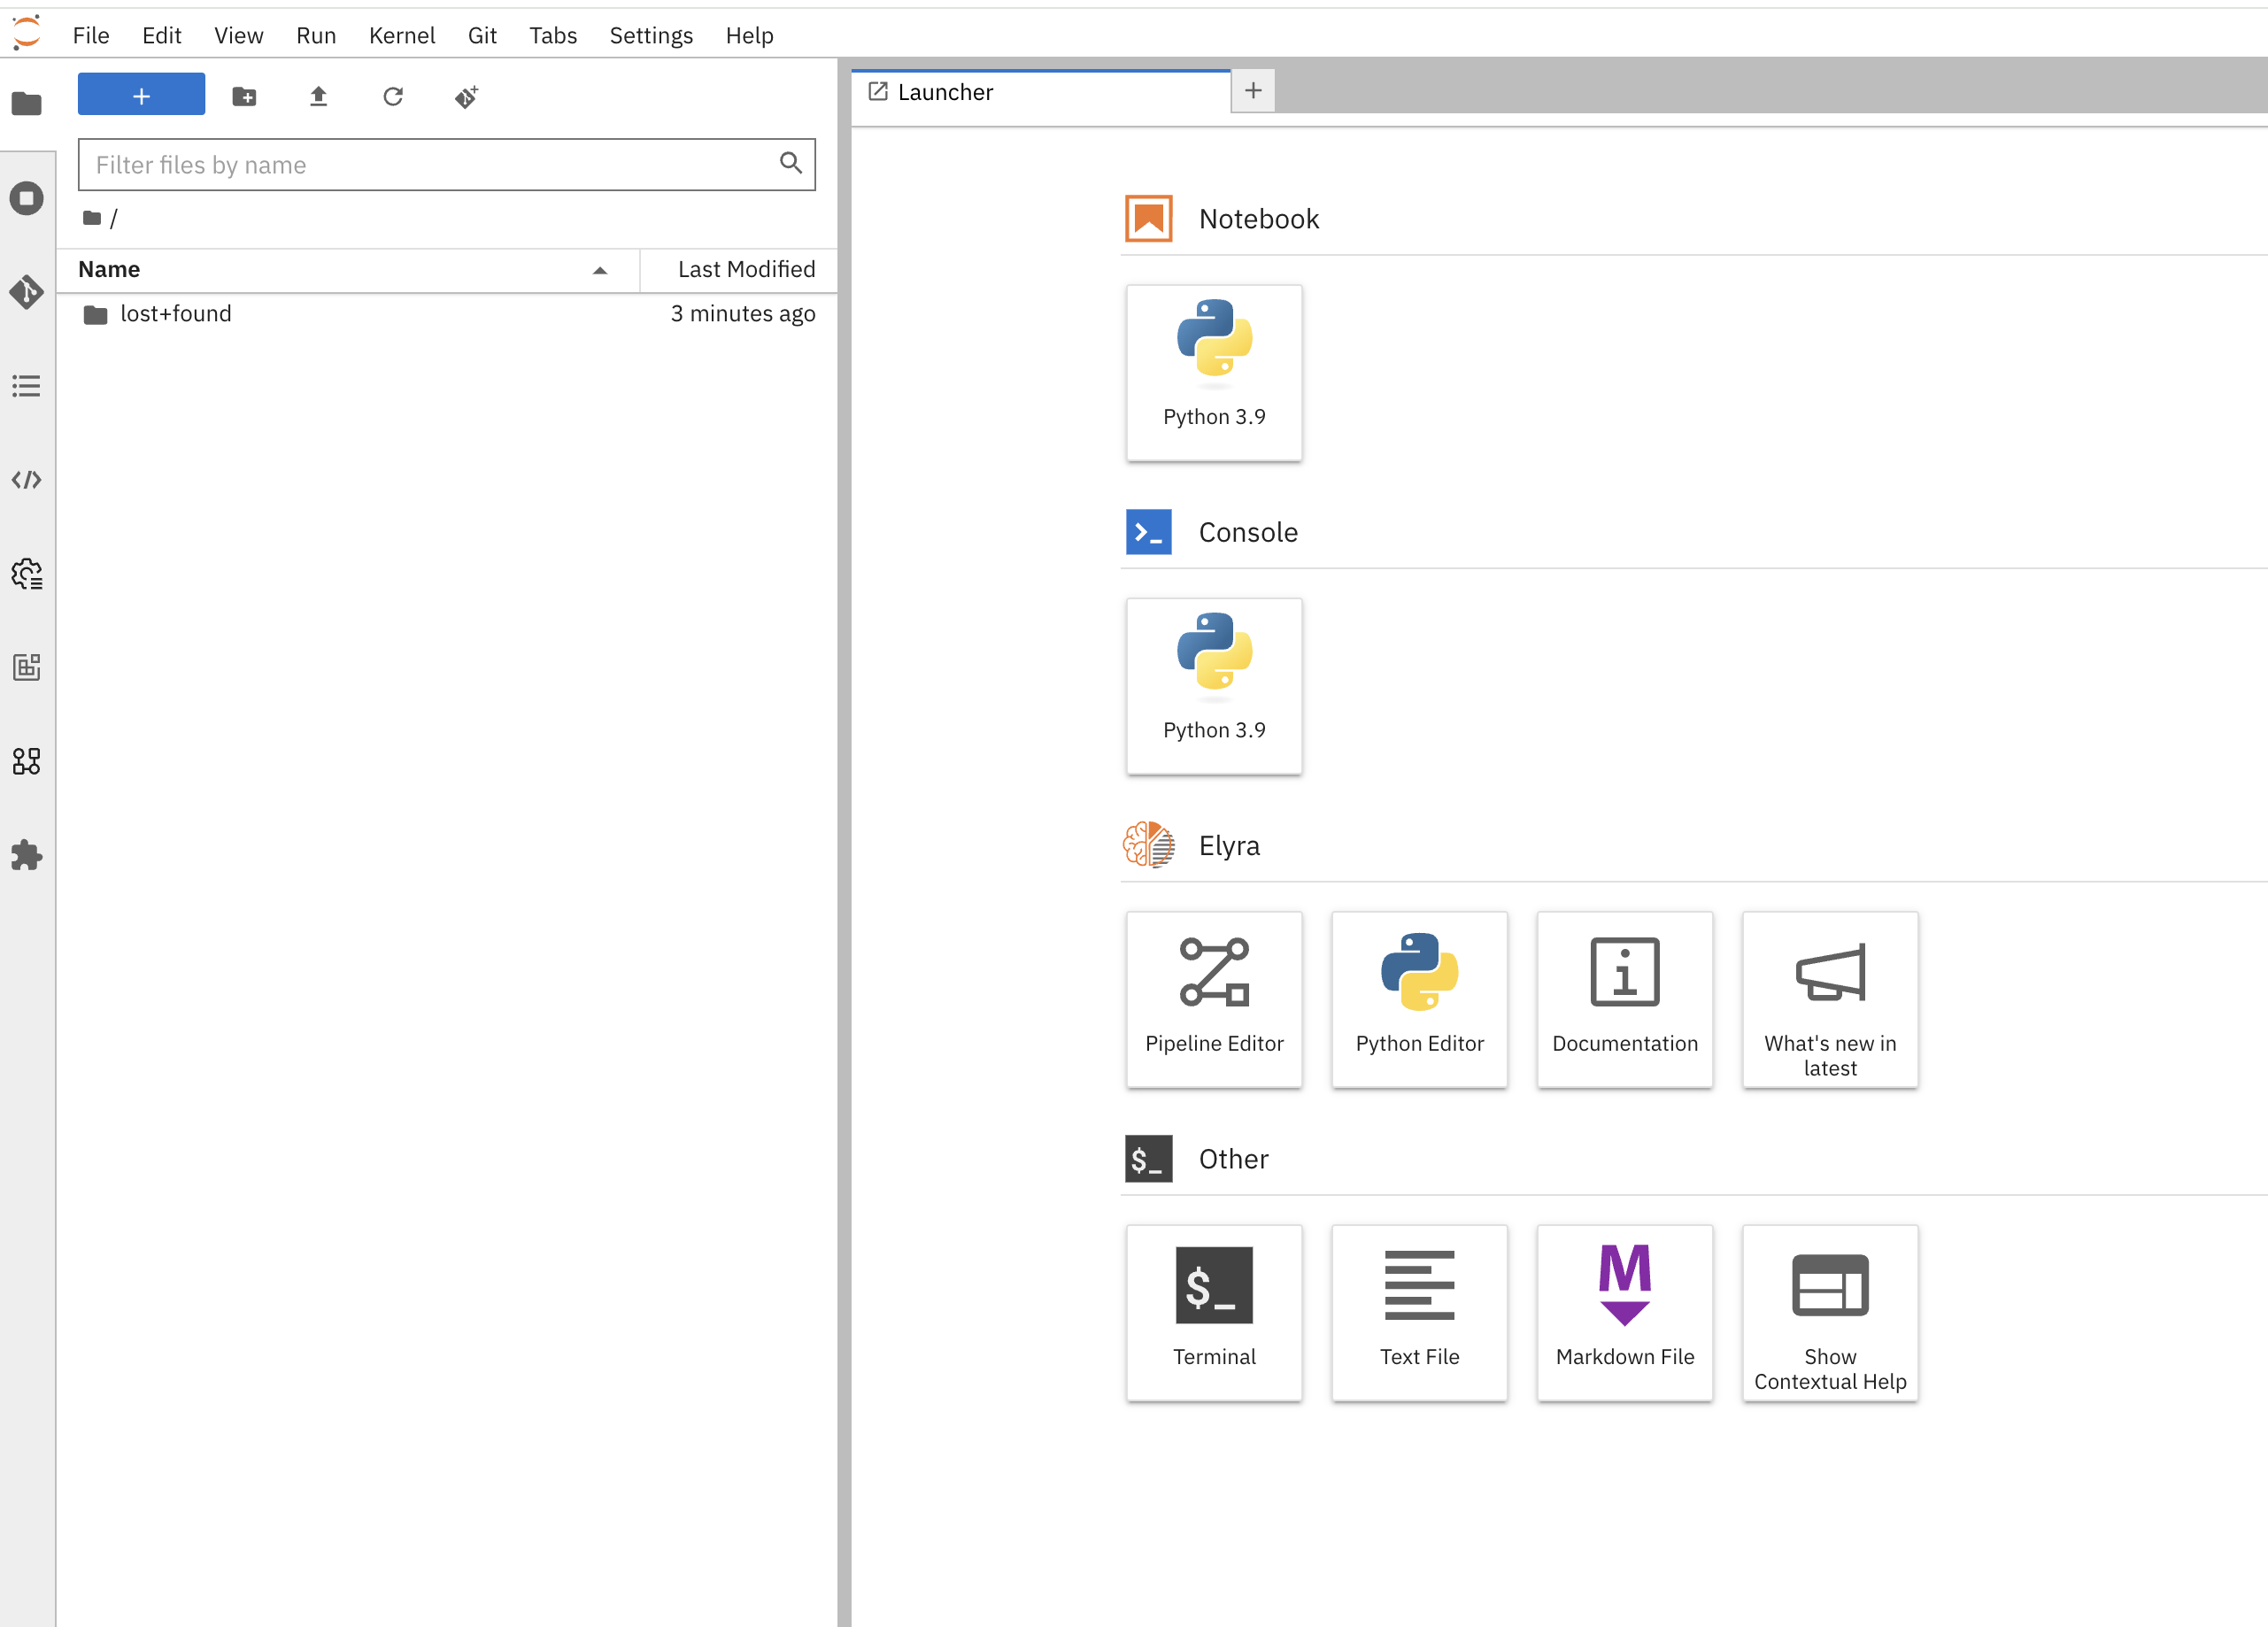 File Edit View Run Kernel Git Tabs Settings Help
Launcher
Filter files by name
/
Name Last Modified
lost+found 3 minutes ago
Notebook
Python 3.9
Console
Python 3.9
Elyra
Pipeline Editor
Python Editor
Documentation
What's new in
latest
$_ Other
$_
Terminal
Text File
M
Markdown File
Show
Contextual Help